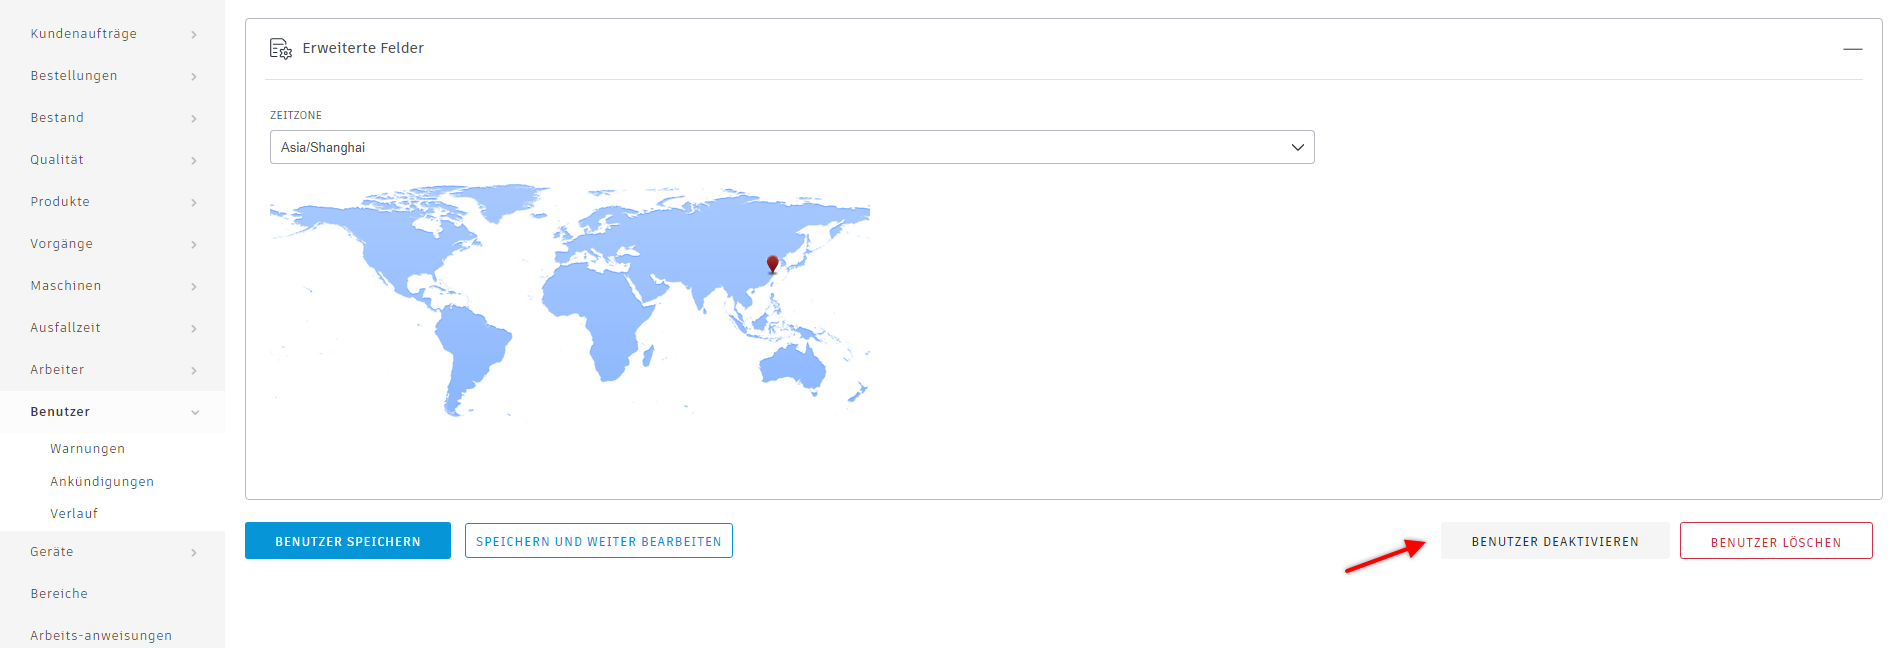 Kundenaufträge
Bestellungen
Bestand
Qualität
Produkte
Vorgänge
Maschinen
Ausfallzeit
Arbeiter
Benutzer
Warnungen
Ankündigungen
Verlauf
Geräte
Bereiche
Arbeits-anweisungen
Erweiterte Felder
ZEITZONE
Asia/Shanghai
BENUTZER SPEICHERN
SPEICHERN UND WEITER BEARBEITEN
BENUTZER DEAKTIVIEREN
BENUTZER LÖSCHEN